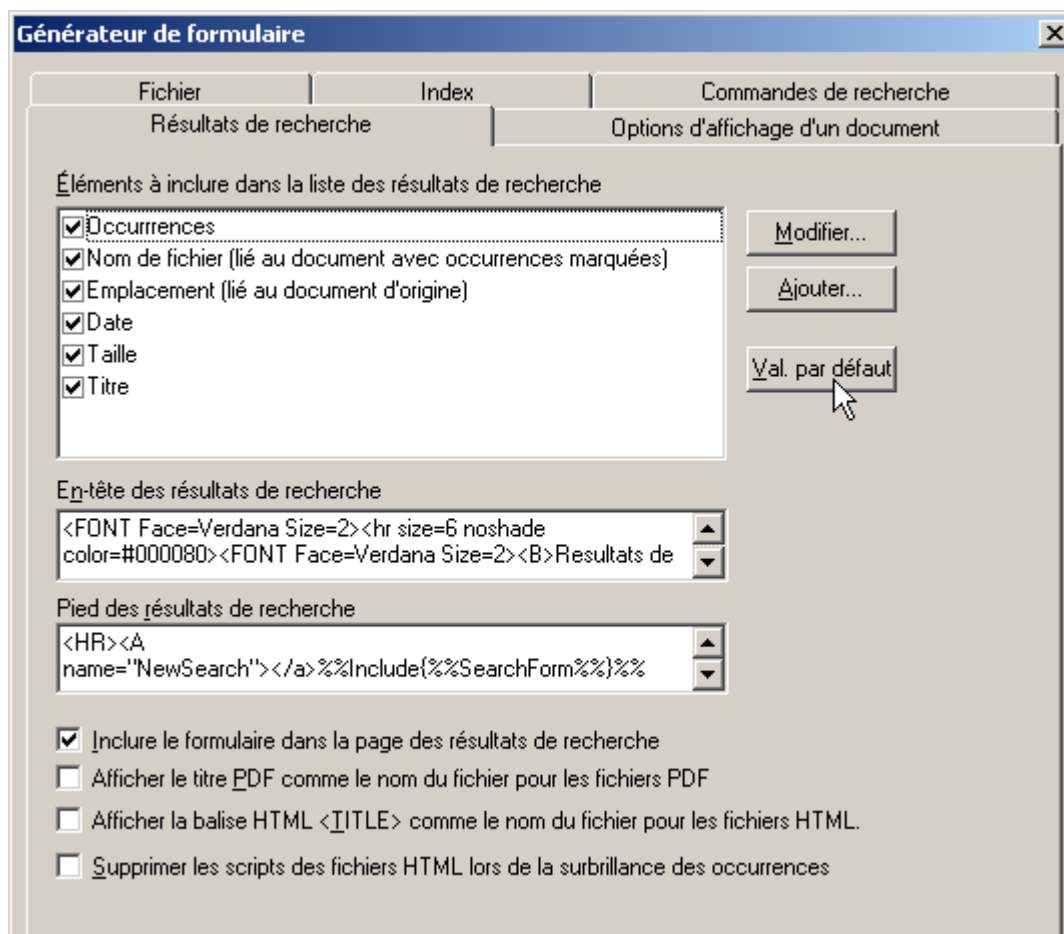 Générateur de formulaire
Fichier
Index
Commandes de recherche
Résultats de recherche
Options d'affichage d'un document
Éléments à inclure dans la liste des résultats de recherche
Occurrrences
Nom de fichier (lié au document avec occurrences marquées)
Emplacement (lié au document d'origine)
Date
Taille
Titre
Modifier...
Ajouter...
Val. par défaut
En-tête des résultats de recherche
<FONT Face=Verdana Size=2><hr size=6 noshade
color=#000080><FONT Face=Verdana Size=2><B>Resultats de
Pied des résultats de recherche
<HR><A
name="NewSearch"></a>%%Include{%%SearchForm%%}%%
Inclure le formulaire dans la page des résultats de recherche
Afficher le titre PDF comme le nom du fichier pour les fichiers PDF
Afficher la balise HTML <TITLE> comme le nom du fichier pour les fichiers HTML.
Supprimer les scripts des fichiers HTML lors de la surbrillance des occurrences